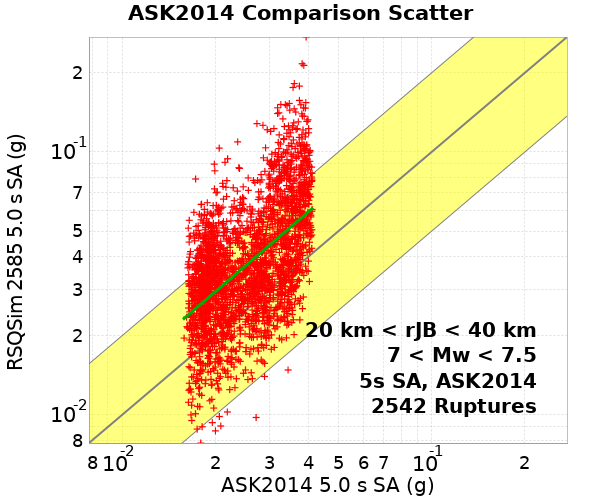 ASK2014 Comparison Scatter
RSQSim 2585 5.0 s SA (g)
2
10^-1
7
5
4
3
2
10^-2
8
20 km < rJB < 40 km
7 < Mw < 7.5
5s SA, ASK2014
2542 Ruptures
8 10^-2 2 3 4 5 6 7 10^-1 2
ASK2014 5.0 s SA (g)